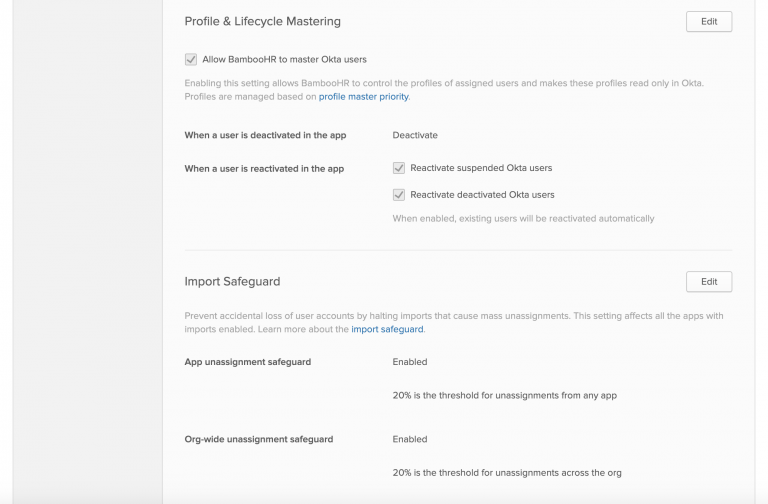 Profile & Lifecycle Mastering
Edit
Allow BambooHR to master Okta users
Enabling this setting allows BambooHR to control the profiles of assigned users and makes these profiles read only in Okta.
Profiles are managed based on profile master priority.
When a user is deactivated in the app
Deactivate
When a user is reactivated in the app
Reactivate suspended Okta users
Reactivate deactivated Okta users
When enabled, existing users will be reactivated automatically
Import Safeguard
Edit
Prevent accidental loss of user accounts by halting imports that cause mass unassignments. This setting affects all the apps with
imports enabled. Learn more about the import safeguard.
App unassignment safeguard
Enabled
20% is the threshold for unassignments from any app
Org-wide unassignment safeguard
Enabled
20% is the threshold for unassignments across the org